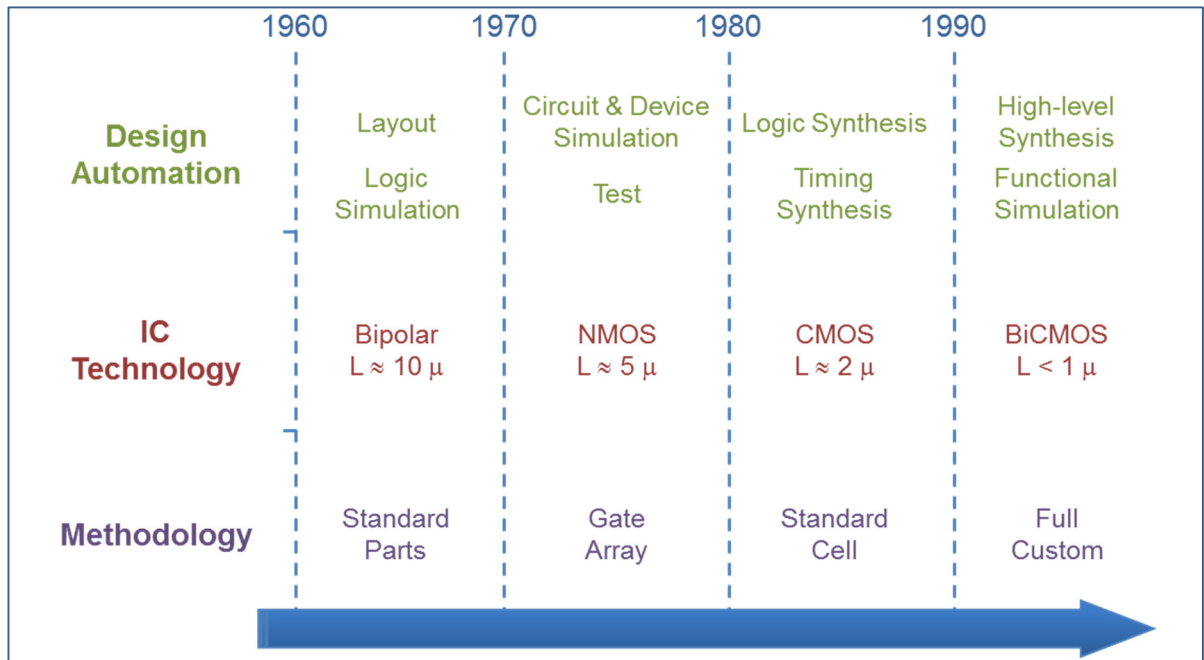 1960 1970 1980 1990
Design
Automation
Layout
Logic
Simulation
Circuit & Device
Simulation
Test
Logic Synthesis
Timing
Synthesis
High-level
Synthesis
Functional
Simulation
IC
Technology
Bipolar
L ≈ 10 μ
NMOS
L ≈ 5 μ
CMOS
L ≈ 2 μ
BiCMOS
L < 1 μ
Methodology
Standard
Parts
Gate
Array
Standard
Cell
Full
Custom